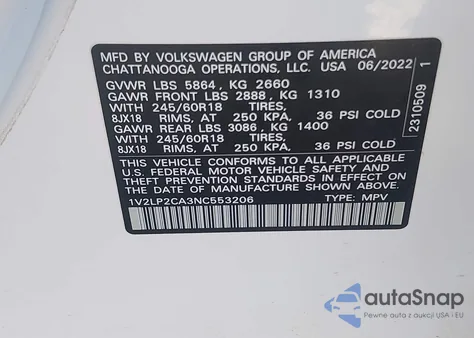 MFD BY VOLKSWAGEN GROUP OF AMERICA
CHATTANOOGA OPERATIONS, LLC. USA 06/2022
GVWR LBS 5864, KG 2660
GAWR FRONT LBS 2888, KG 1310
WITH 245/60R18 TIRES,
8JX18 RIMS, AT 250 KPA, 36 PSI COLD
GAWR REAR LBS 3086, KG 1400
WITH 245/60R18 TIRES,
8JX18 RIMS, AT 250 KPA, 36 PSI COLD
THIS VEHICLE CONFORMS TO ALL APPLICABLE
U.S. FEDERAL MOTOR VEHICLE SAFETY AND
THEFT PREVENTION STANDARDS IN EFFECT ON
THE DATE OF MANUFACTURE SHOWN ABOVE.
1V2LP2CA3NC553206 TYPE: MPV
2310509 1
autoSnap
Pewne auto z USA i EU